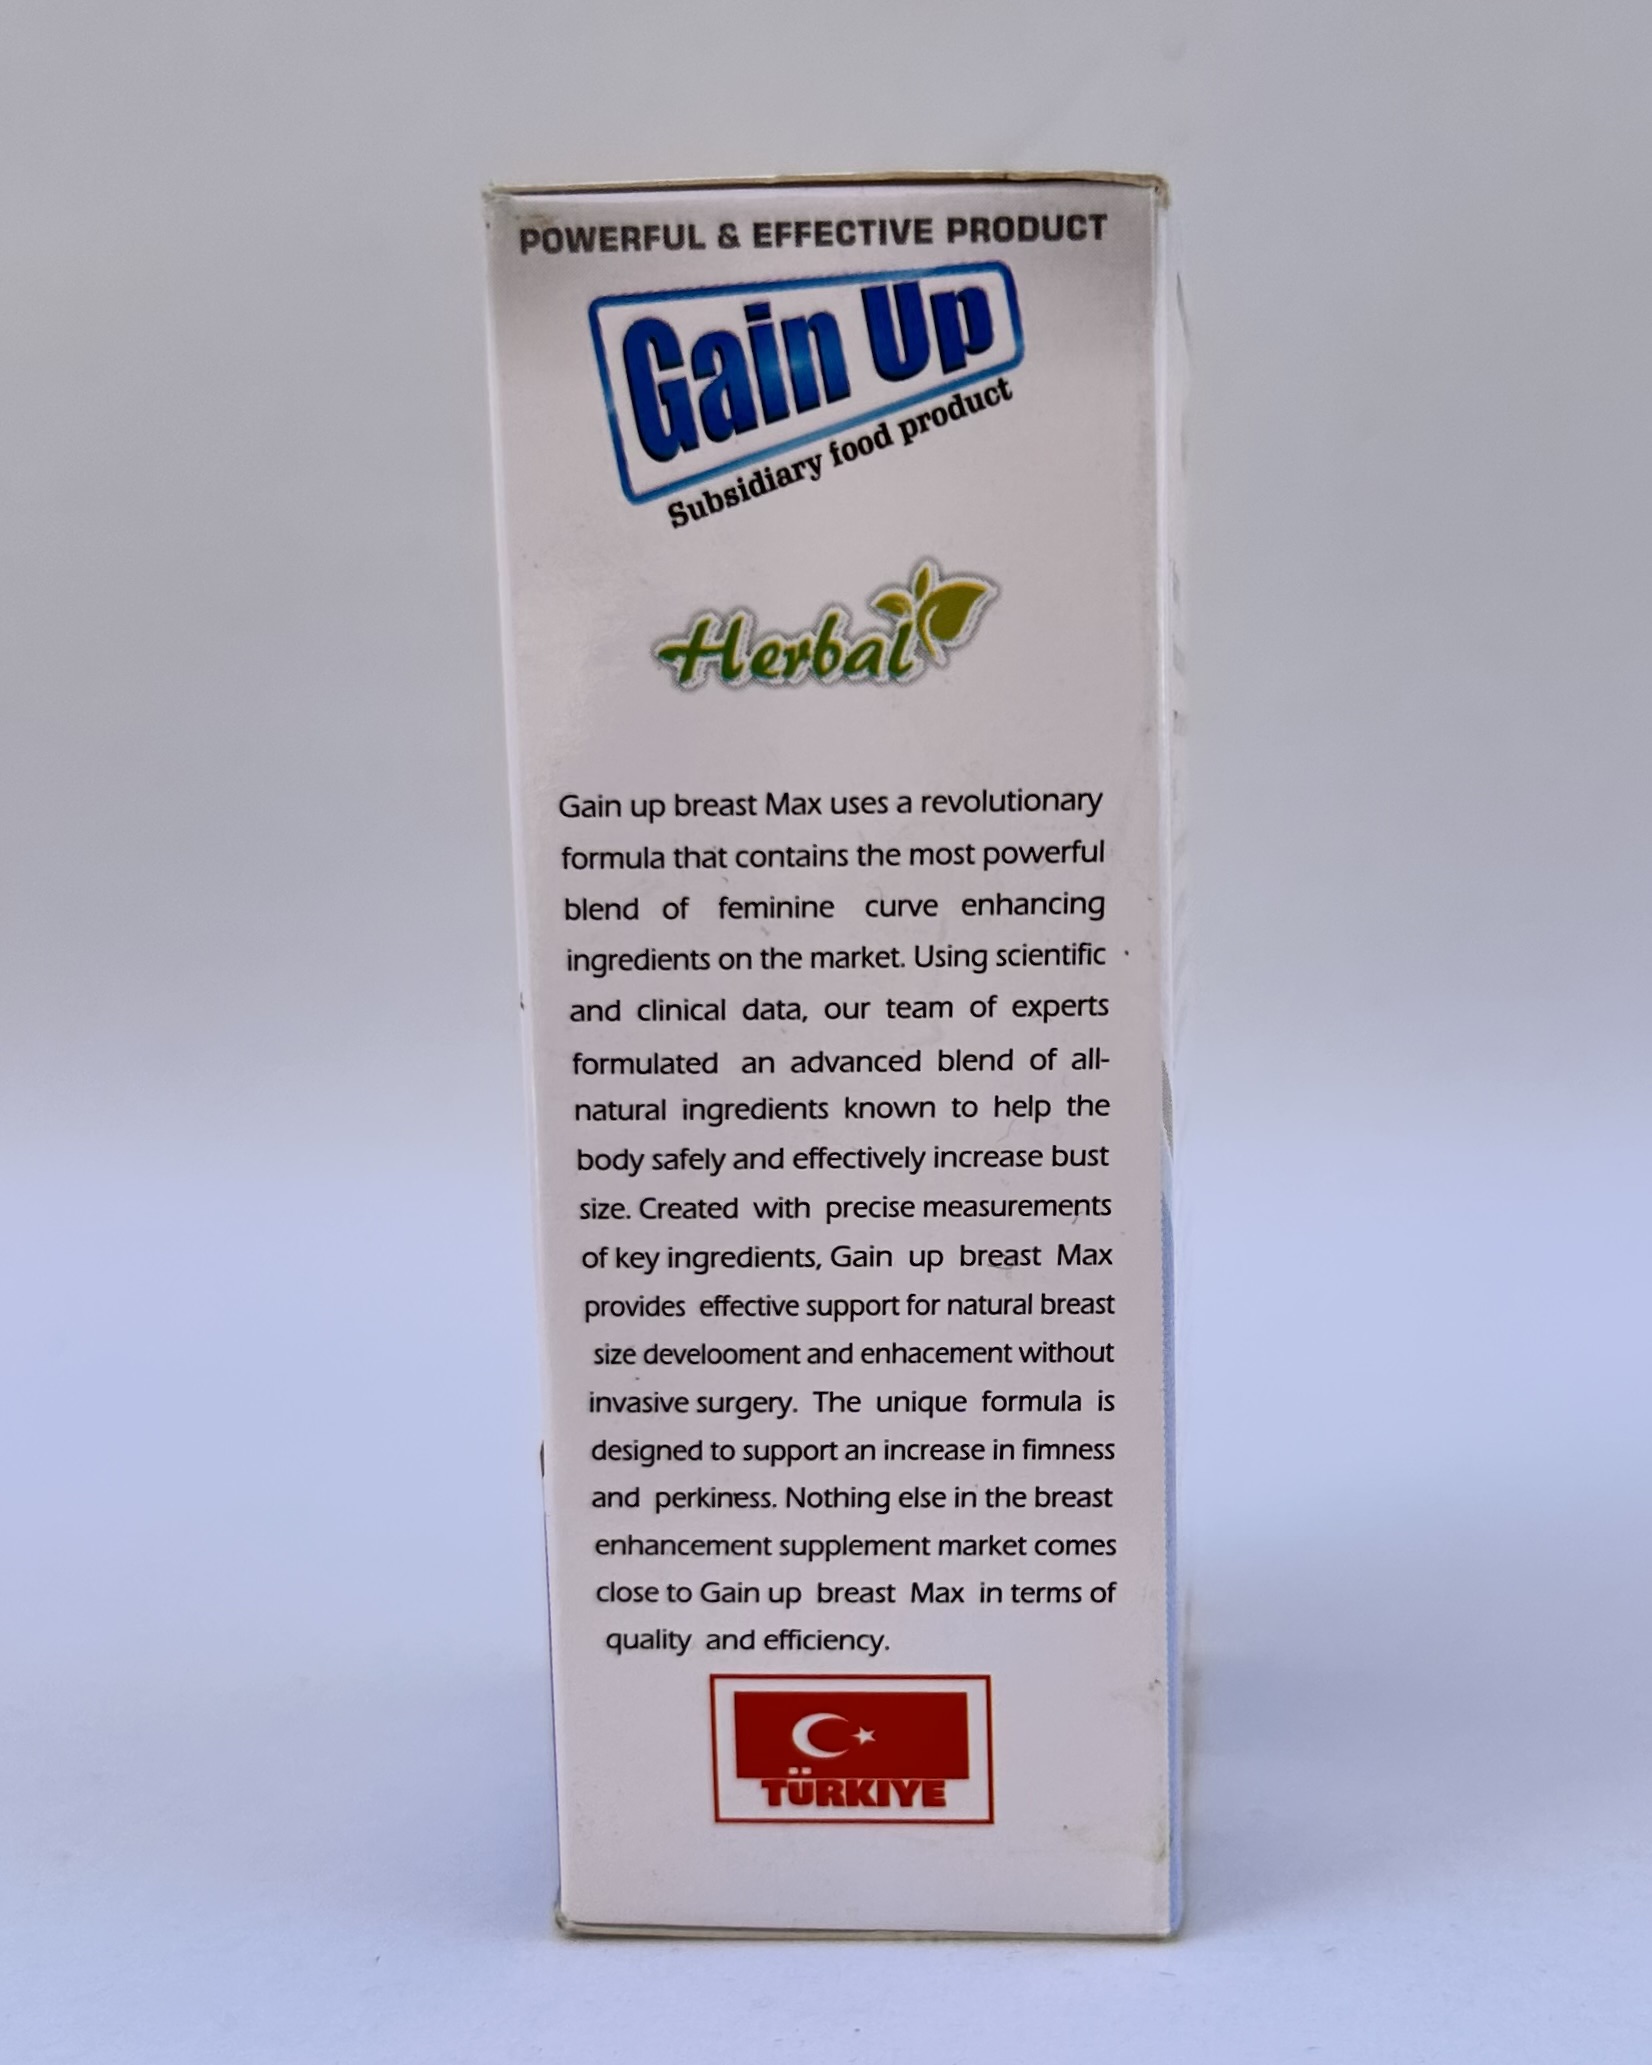 POWERFUL & EFFECTIVE PRODUCT
Gain Up
Subsidiary food product
Herbal
Gain up breast Max uses a revolutionary
formula that contains the most powerful
blend of feminine curve enhancing
ingredients on the market. Using scientific
and clinical data, our team of experts
formulated an advanced blend of all-
natural ingredients known to help the
body safely and effectively increase bust
size. Created with precise measurements
of key ingredients, Gain up breast Max
provides effective support for natural breast
size develooment and enhacement without
invasive surgery. The unique formula is
designed to support an increase in fimness
and perkiness. Nothing else in the breast
enhancement supplement market comes
close to Gain up breast Max in terms of
quality and efficiency.
TÜRKIYE